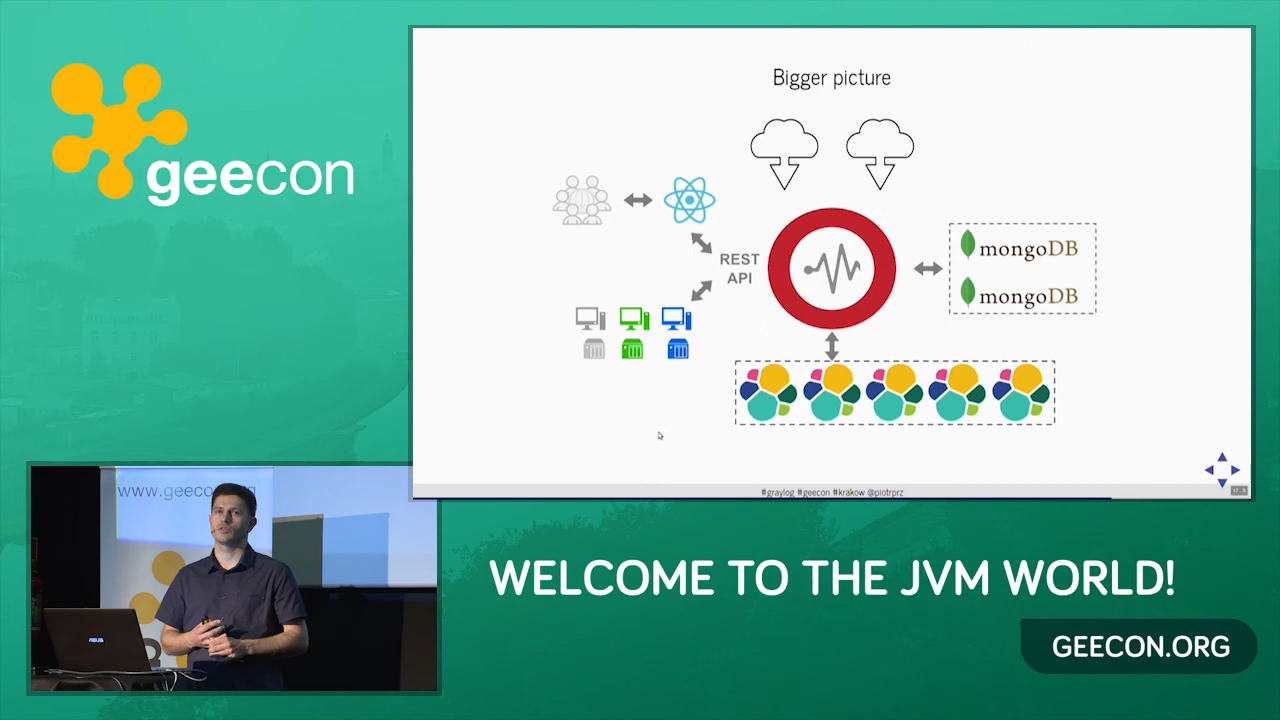 geecon
Bigger picture
REST
API
mongoDB
mongoDB
#graylog #geecon #krakow @piotrprz
www.geecon.org
ASUS
WELCOME TO THE JVM WORLD!
GEECON.ORG